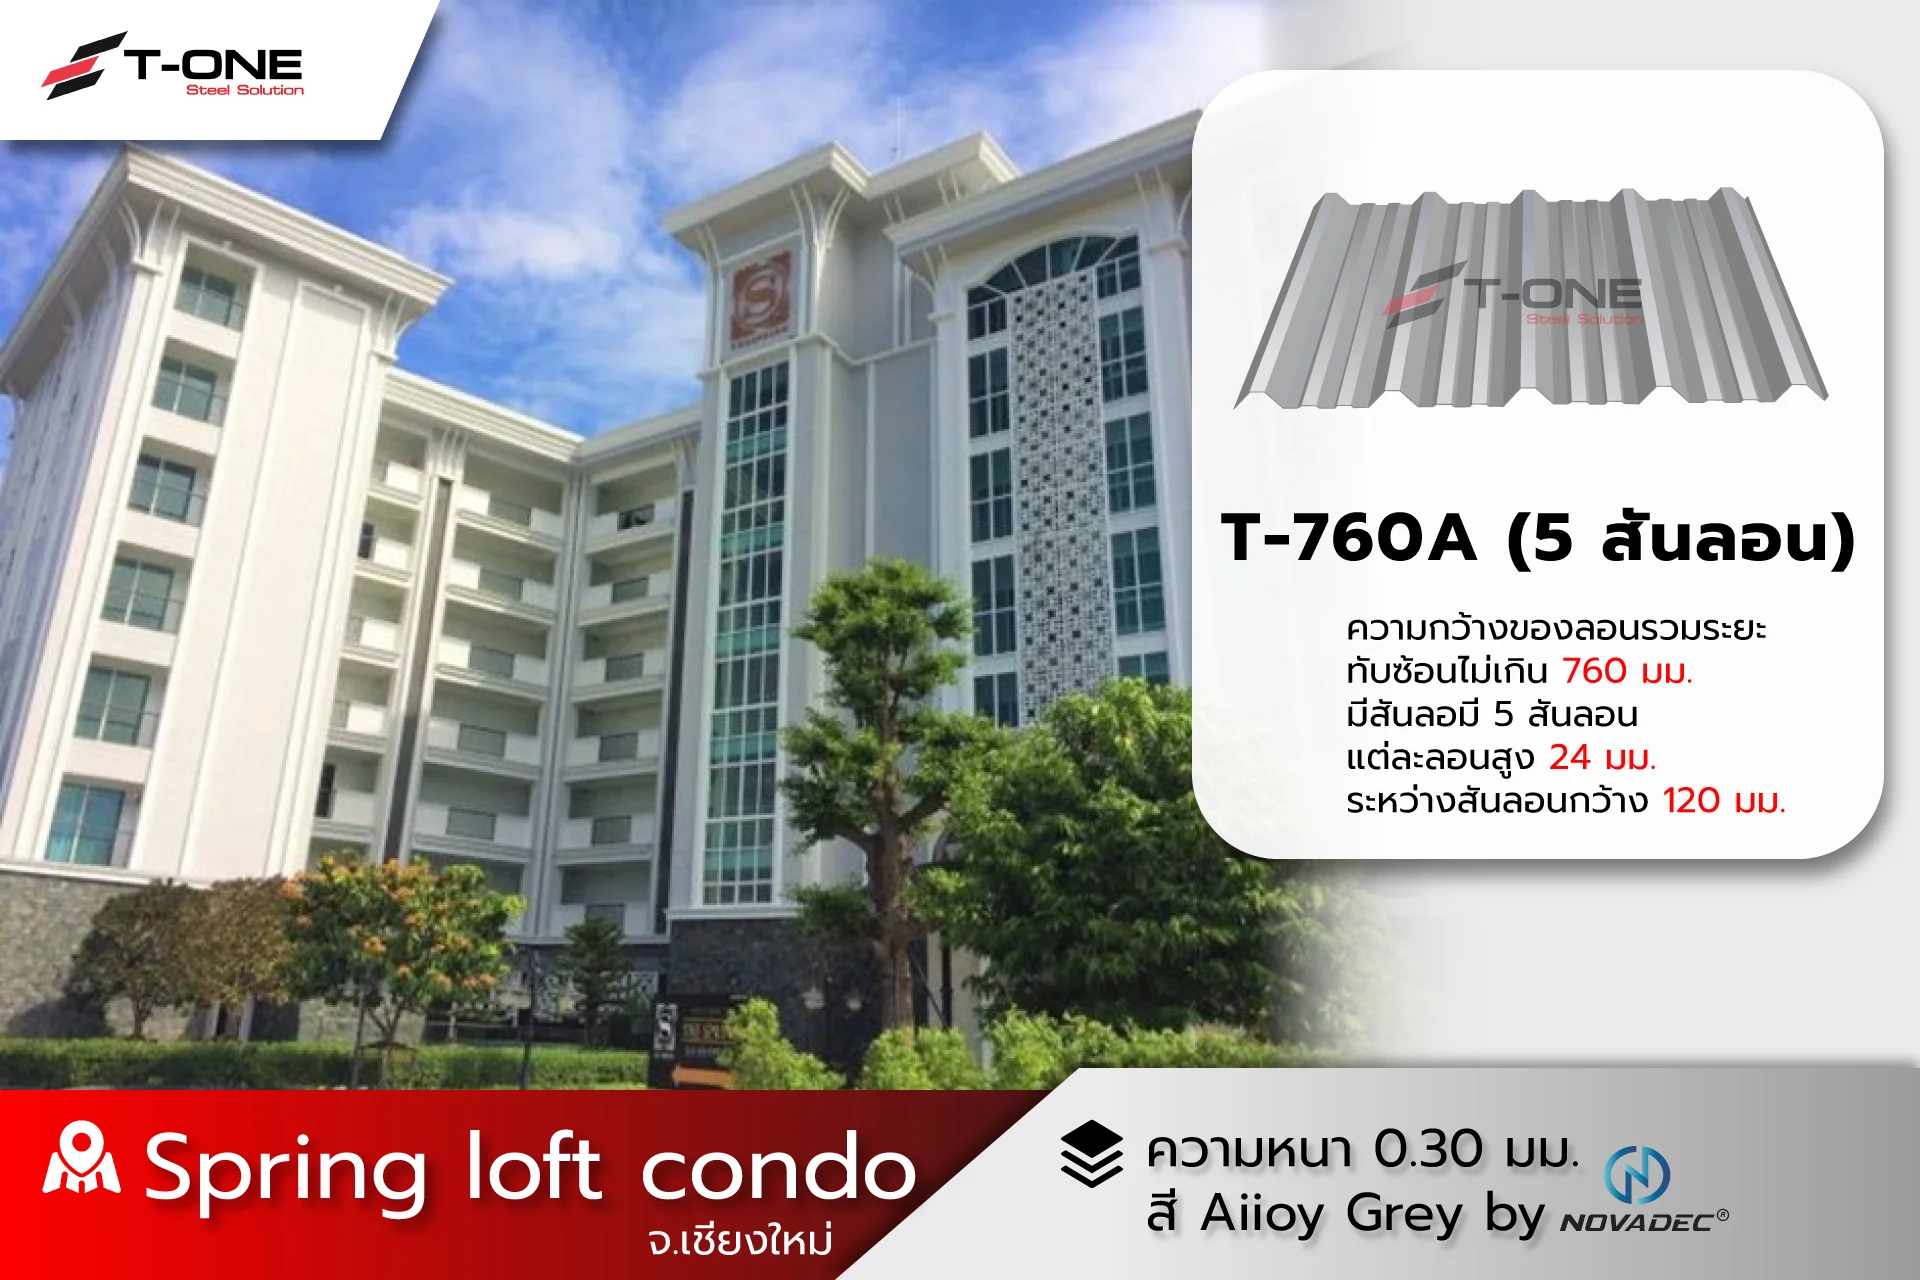 T-ONE
Steel Solution
S
T-ONE
Steel Solution
T-760A (5 สันลอน)
ความกว้างของลอนรวมระยะ
ทับซ้อนไม่เกิน 760 มม.
มีสันลอมี 5 สันลอน
แต่ละลอนสูง 24 มม.
ระหว่างสันลอนกว้าง 120 มม.
Spring loft condo
จ.เชียงใหม่
ความหนา 0.30 มม.
สี Aiioy Grey by NOVADEC®